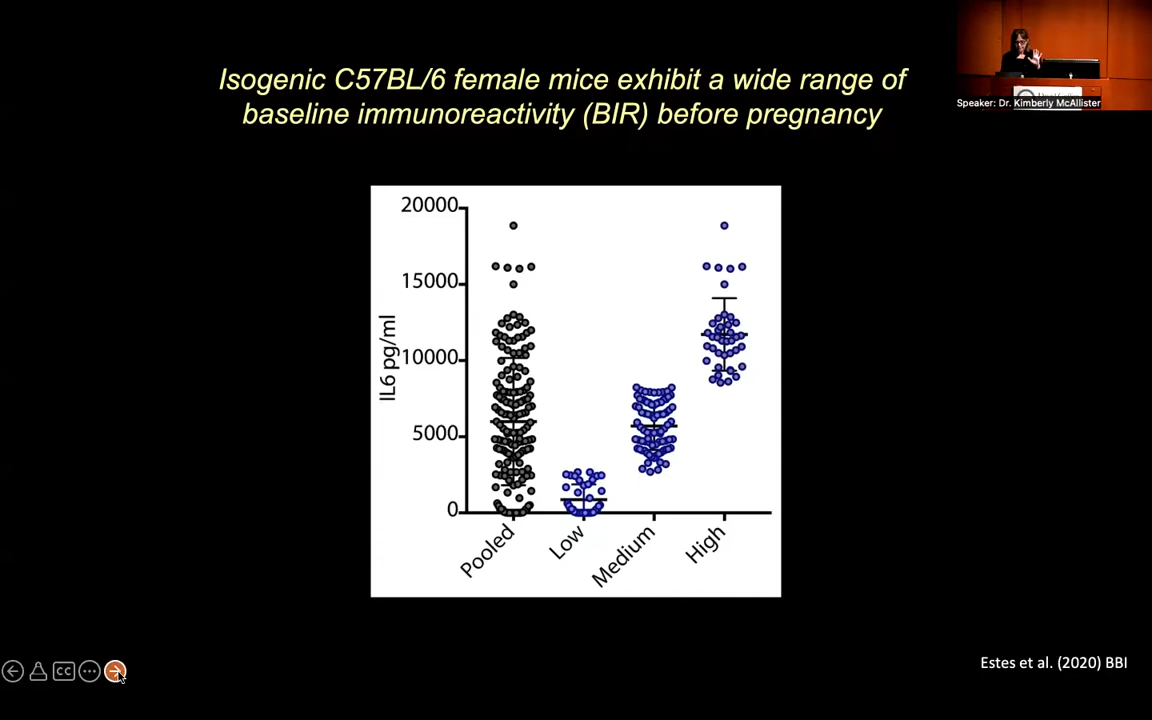 Isogenic C57BL/6 female mice exhibit a wide range of
baseline immunoreactivity (BIR) before pregnancy
Speaker: Dr. Kimberly McAllister
IL6 pg/ml
20000
15000
10000
5000
0
Pooled
Low
Medium
High
CC
Estes et al. (2020) BBI